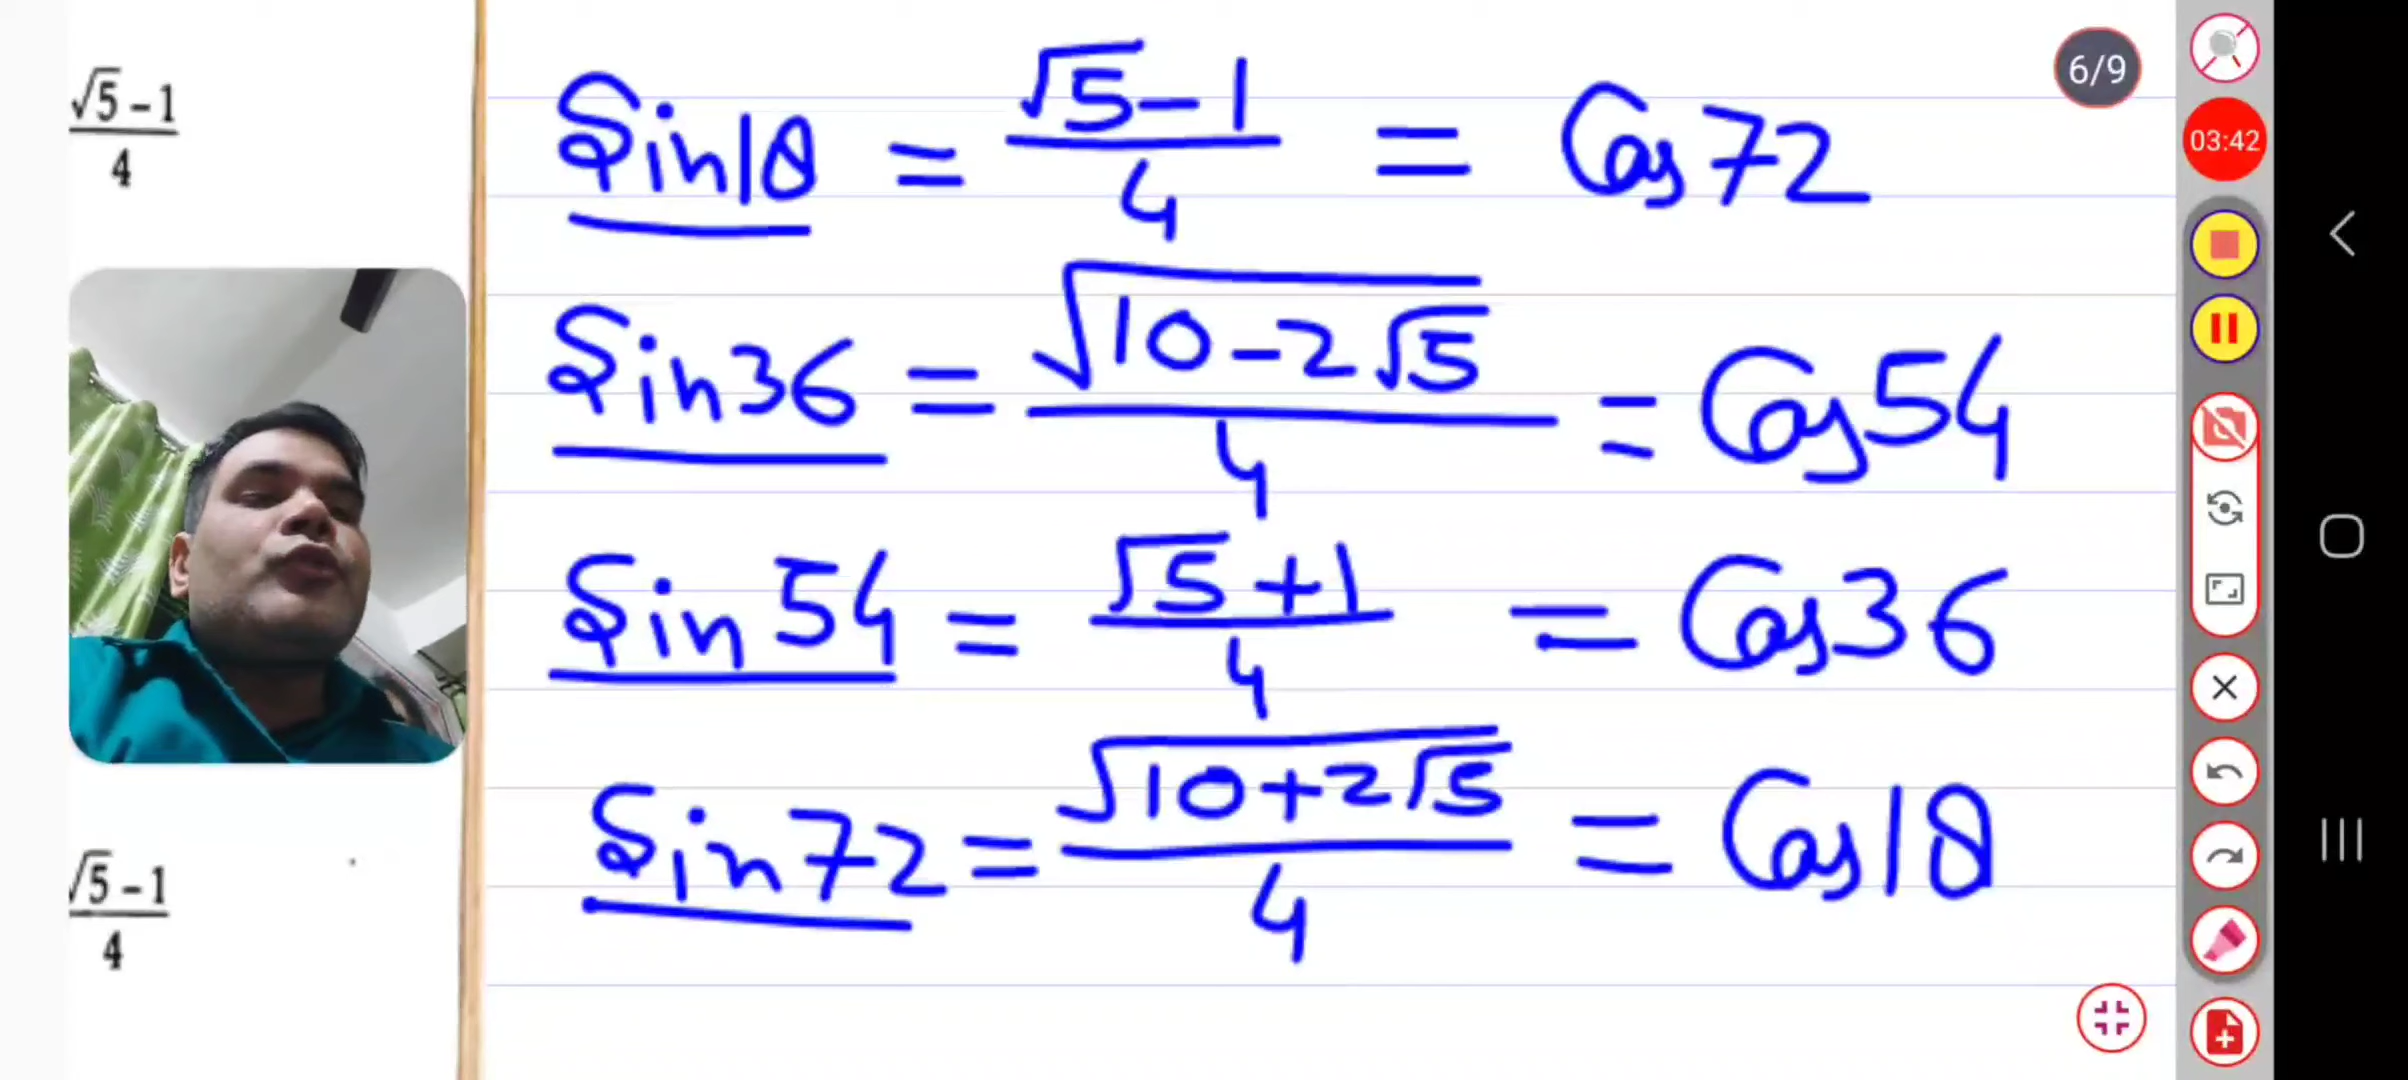 √5 - 1
4
√5 - 1
4
Sin18 = (√5 - 1)/4 = Cos72
Sin36 = √(10 - 2√5)/4 = Cos54
Sin54 = (√5 + 1)/4 = Cos36
Sin72 = √(10 + 2√5)/4 = Cos18
6/9
03:42